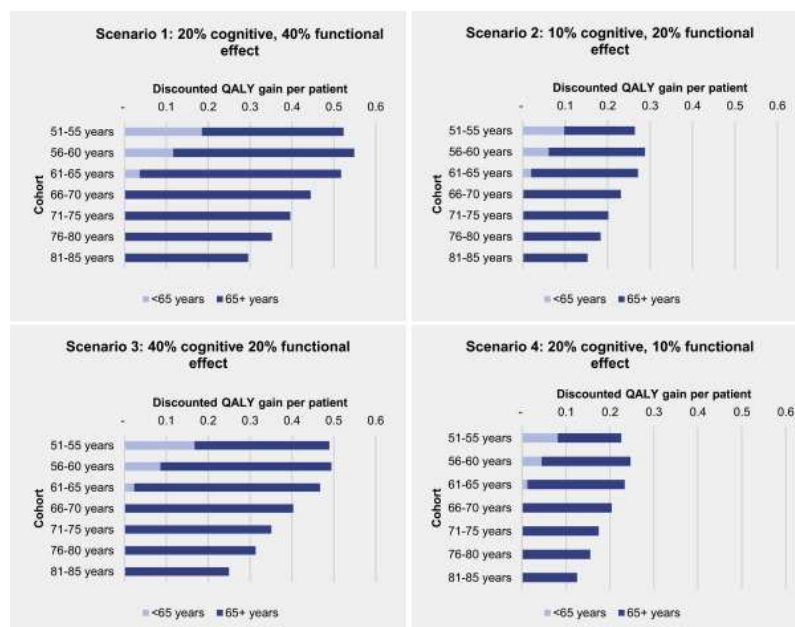 Scenario 1: 20% cognitive, 40% functional
effect
Discounted QALY gain per patient
- 0.1 0.2 0.3 0.4 0.5 0.6
Cohort
51-55 years
56-60 years
61-65 years
66-70 years
71-75 years
76-80 years
81-85 years
<65 years 65+ years
Scenario 2: 10% cognitive, 20% functional
effect
Discounted QALY gain per patient
- 0.1 0.2 0.3 0.4 0.5 0.6
Cohort
51-55 years
56-60 years
61-65 years
66-70 years
71-75 years
76-80 years
81-85 years
<65 years 65+ years
Scenario 3: 40% cognitive 20% functional
effect
Discounted QALY gain per patient
- 0.1 0.2 0.3 0.4 0.5 0.6
Cohort
51-55 years
56-60 years
61-65 years
66-70 years
71-75 years
76-80 years
81-85 years
<65 years 65+ years
Scenario 4: 20% cognitive, 10% functional
effect
Discounted QALY gain per patient
- 0.1 0.2 0.3 0.4 0.5 0.6
Cohort
51-55 years
56-60 years
61-65 years
66-70 years
71-75 years
76-80 years
81-85 years
<65 years 65+ years